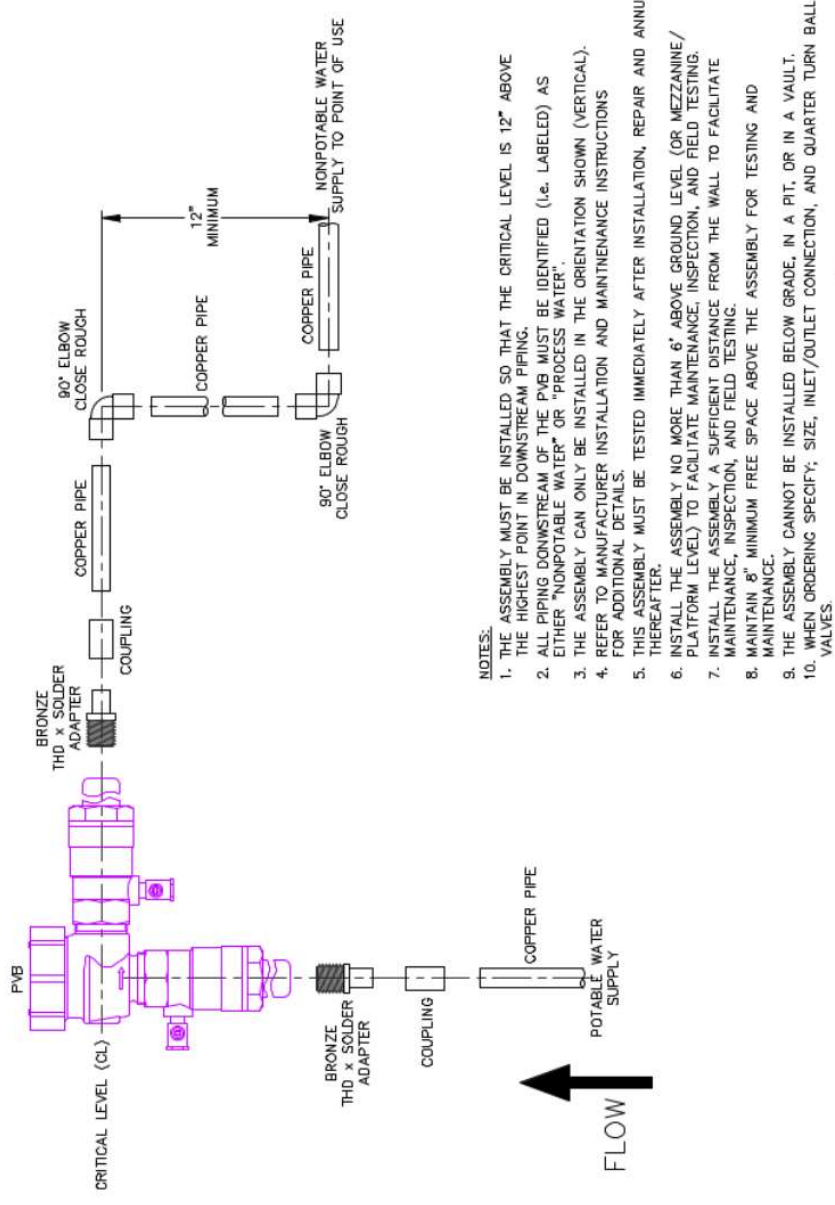 PVB
CRITICAL LEVEL (CL)
BRONZE
THD x SOLDER
ADAPTER
COUPLING
COPPER PIPE
90° ELBOW
CLOSE ROUGH
COPPER PIPE
12"
MINIMUM
90° ELBOW
CLOSE ROUGH
COPPER PIPE
NONPOTABLE WATER
SUPPLY TO POINT OF USE
BRONZE
THD x SOLDER
ADAPTER
COUPLING
COPPER PIPE
POTABLE WATER
SUPPLY
FLOW
NOTES:
1. THE ASSEMBLY MUST BE INSTALLED SO THAT THE CRITICAL LEVEL IS 12" ABOVE
THE HIGHEST POINT IN DOWNSTREAM PIPING.
2. ALL PIPING DONWSTREAM OF THE PVB MUST BE IDENTIFIED (i.e. LABELED) AS
EITHER "NONPOTABLE WATER" OR "PROCESS WATER".
3. THE ASSEMBLY CAN ONLY BE INSTALLED IN THE ORIENTATION SHOWN (VERTICAL).
4. REFER TO MANUFACTURER INSTALLATION AND MAINTNENANCE INSTRUCTIONS
FOR ADDITIONAL DETAILS.
5. THIS ASSEMBLY MUST BE TESTED IMMEDIATELY AFTER INSTALLATION, REPAIR AND ANNU
THEREAFTER.
6. INSTALL THE ASSEMBLY NO MORE THAN 6' ABOVE GROUND LEVEL (OR MEZZANINE/
PLATFORM LEVEL) TO FACILITATE MAINTENANCE, INSPECTION, AND FIELD TESTING.
7. INSTALL THE ASSEMBLY A SUFFICIENT DISTANCE FROM THE WALL TO FACILITATE
MAINTENANCE, INSPECTION, AND FIELD TESTING.
8. MAINTAIN 8" MINIMUM FREE SPACE ABOVE THE ASSEMBLY FOR TESTING AND
MAINTENANCE.
9. THE ASSEMBLY CANNOT BE INSTALLED BELOW GRADE, IN A PIT, OR IN A VAULT.
10. WHEN ORDERING SPECIFY; SIZE, INLET/OUTLET CONNECTION, AND QUARTER TURN BALL
VALVES.